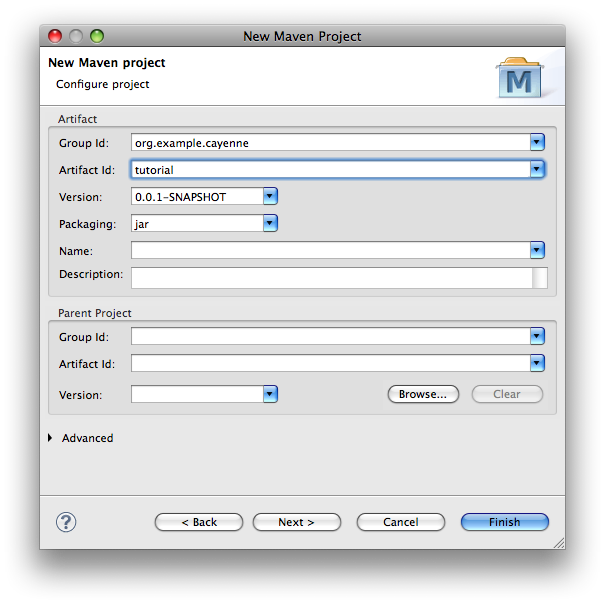 New Maven Project
New Maven project
Configure project
M
Artifact
Group Id: org.example.cayenne
Artifact Id: tutorial
Version: 0.0.1-SNAPSHOT
Packaging: jar
Name:
Description:
Parent Project
Group Id:
Artifact Id:
Version: Browse... Clear
Advanced
? < Back Next > Cancel Finish